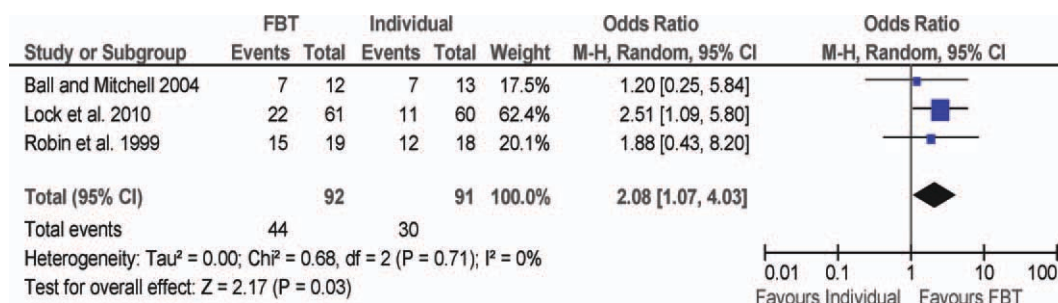 FBT Individual Odds Ratio Odds Ratio
Study or Subgroup Events Total Events Total Weight M-H, Random, 95% CI M-H, Random, 95% CI
Ball and Mitchell 2004 7 12 7 13 17.5% 1.20 [0.25, 5.84]
Lock et al. 2010 22 61 11 60 62.4% 2.51 [1.09, 5.80]
Robin et al. 1999 15 19 12 18 20.1% 1.88 [0.43, 8.20]
Total (95% CI) 92 91 100.0% 2.08 [1.07, 4.03]
Total events 44 30
Heterogeneity: Tau² = 0.00; Chi² = 0.68, df = 2 (P = 0.71); I² = 0%
Test for overall effect: Z = 2.17 (P = 0.03)
0.01 0.1 1 10 100
Favours Individual Favours FBT